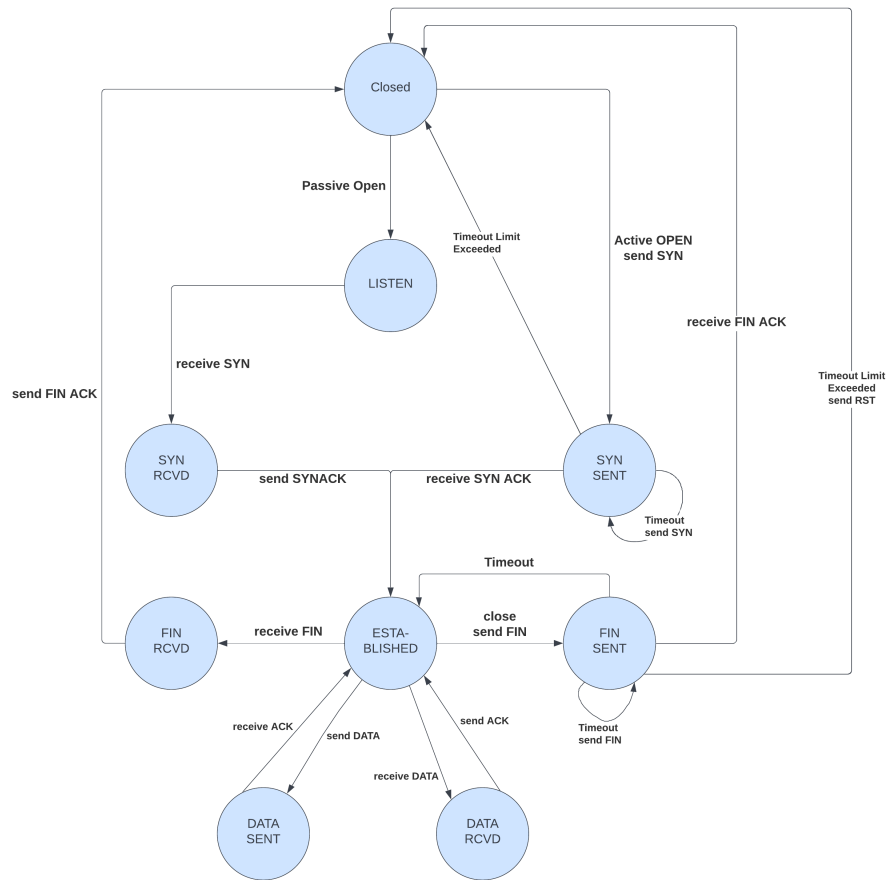 Closed
Passive Open
Timeout Limit
Exceeded
Active OPEN
send SYN
LISTEN
receive FIN ACK
receive SYN
Timeout Limit
Exceeded
send RST
send FIN ACK
SYN
RCVD
send SYNACK
receive SYN ACK
SYN
SENT
Timeout
send SYN
Timeout
FIN
RCVD
receive FIN
ESTA-
BLISHED
close
send FIN
FIN
SENT
receive ACK
send DATA
send ACK
Timeout
send FIN
receive DATA
DATA
SENT
DATA
RCVD